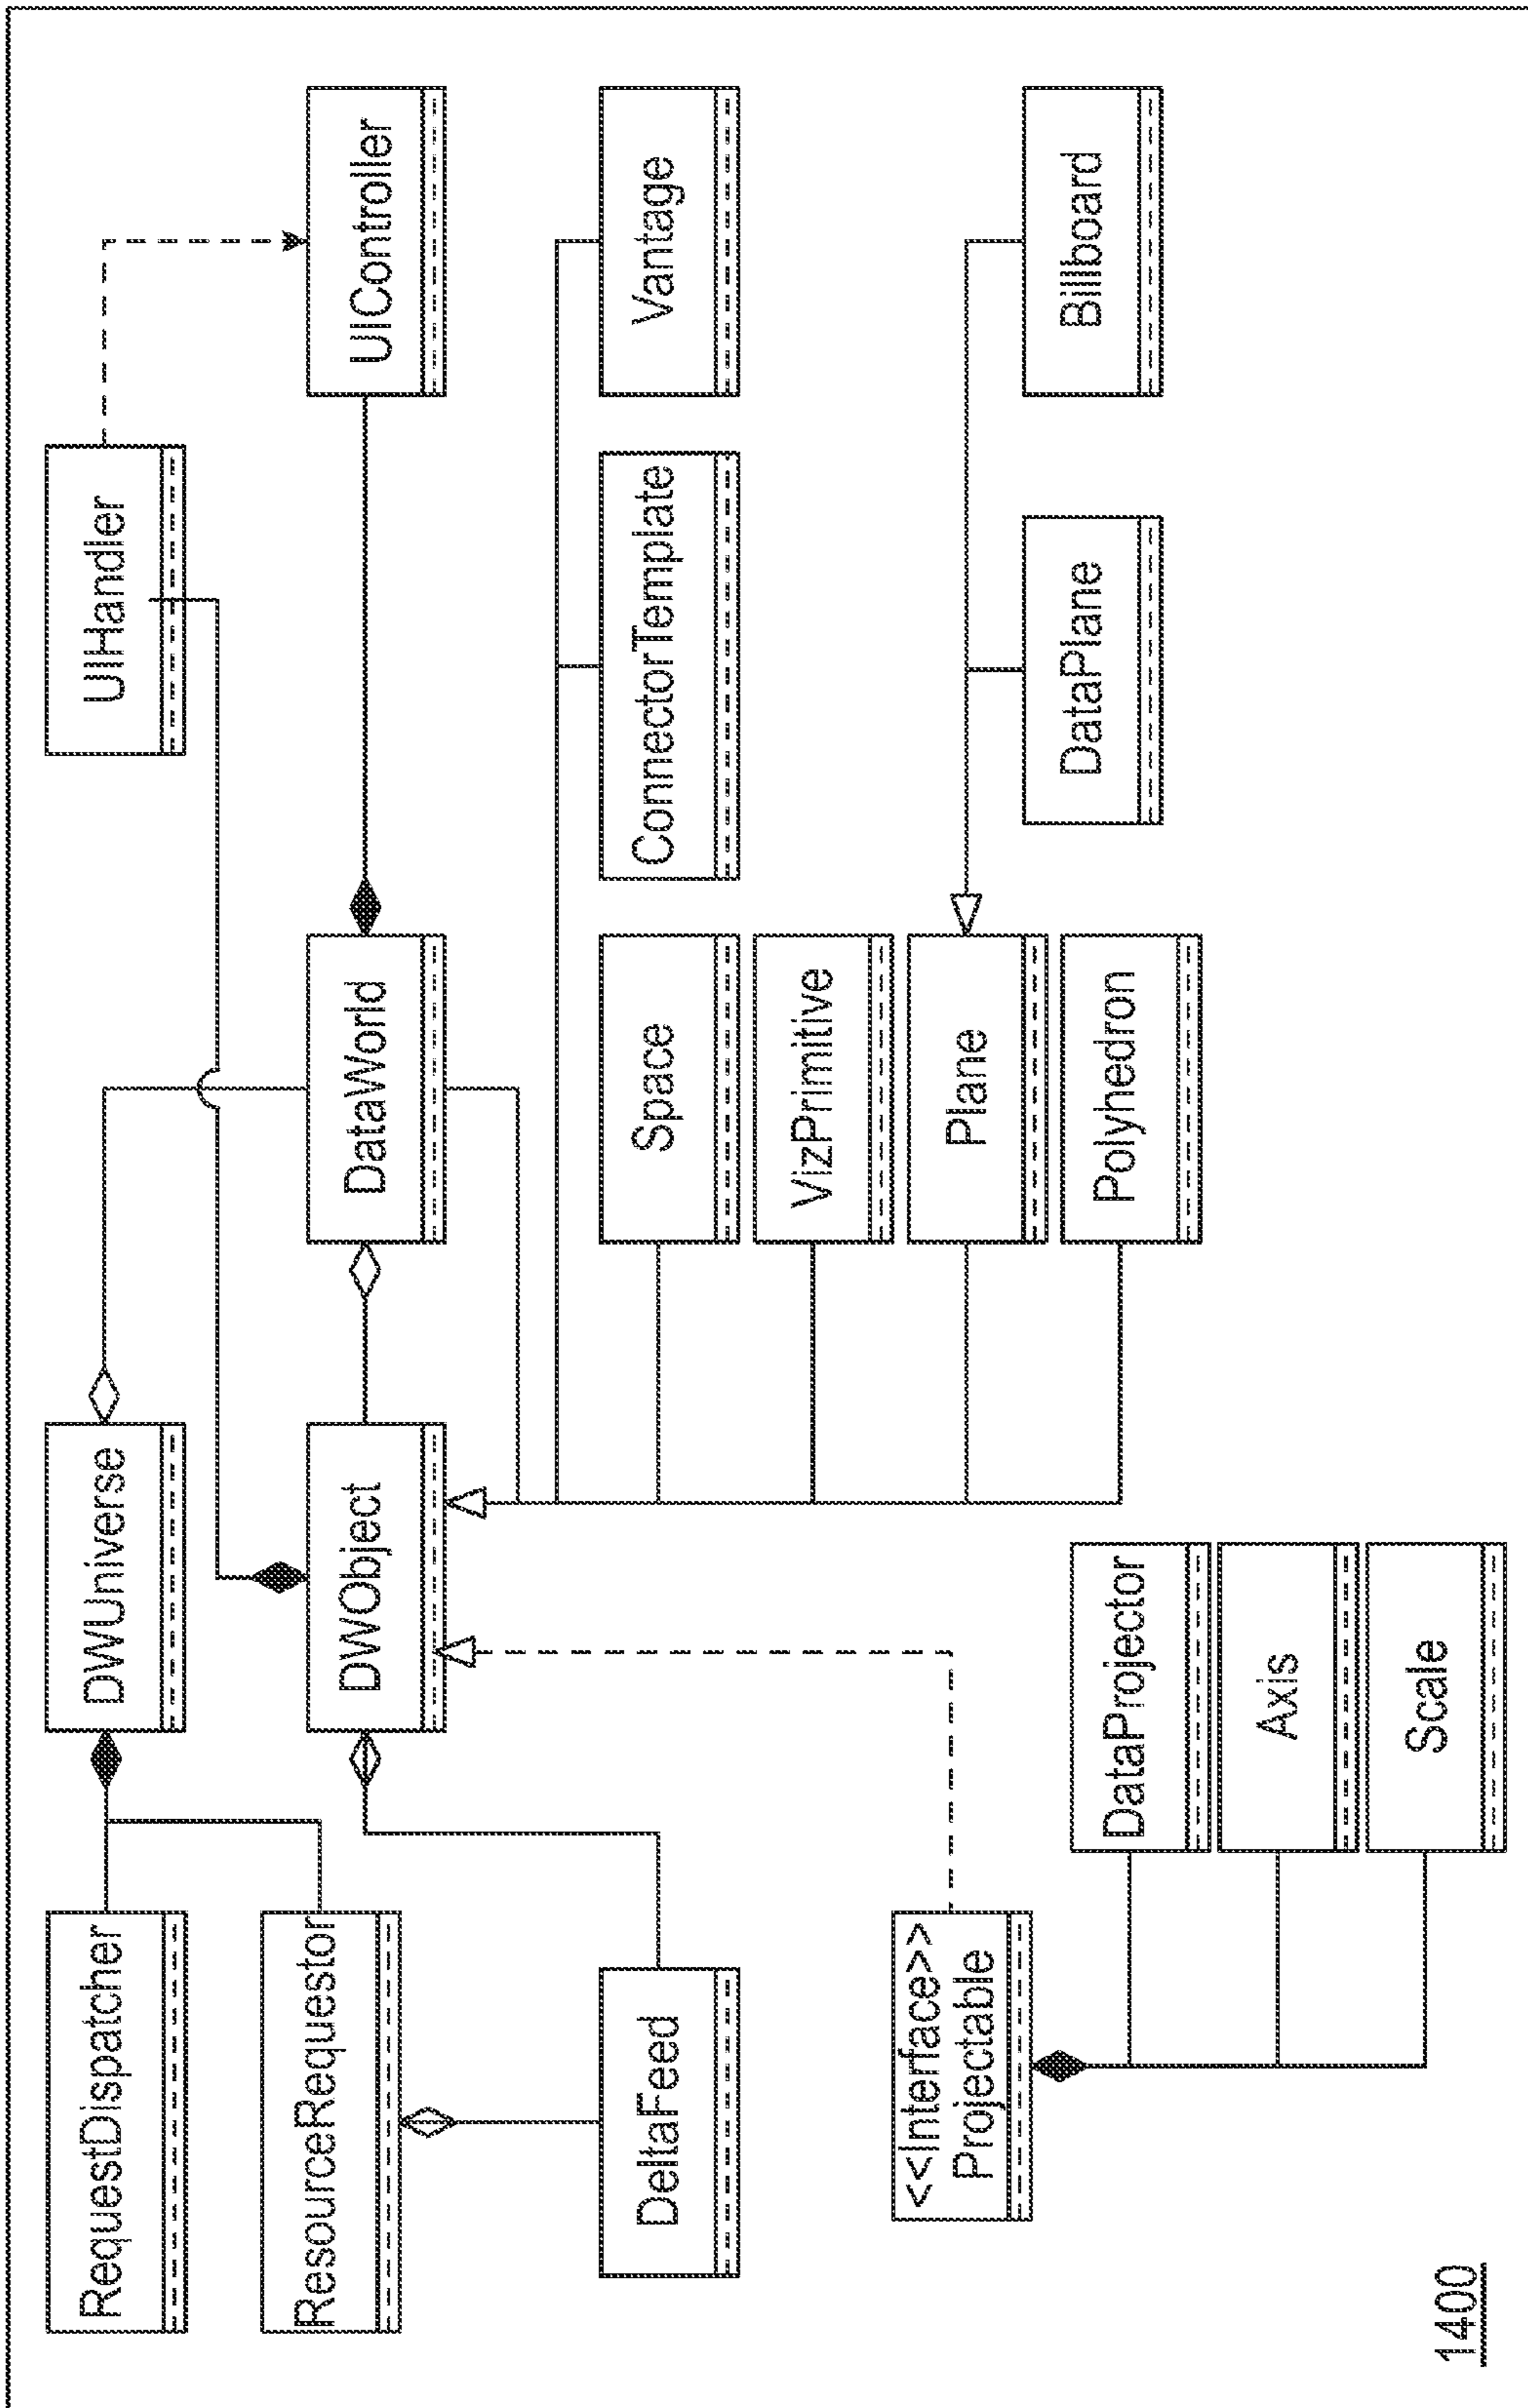 RequestDispatcher
DWUniverse
UIHandler
ResourceRequestor
DWObject
DataWorld
UIController
DeltaFeed
Space
ConnectorTemplate
Vantage
VizPrimitive
<<Interface>>
Projectable
Plane
DataPlane
Billboard
DataProjector
Polyhedron
Axis
Scale
1400